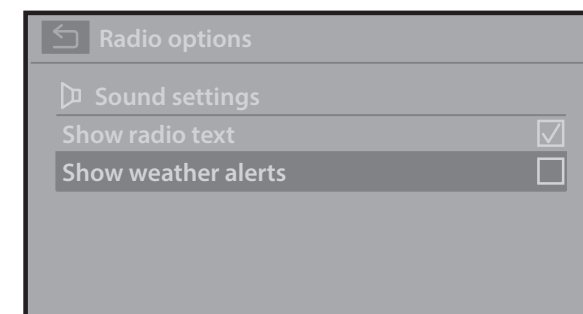 Radio options
Sound settings
Show radio text
Show weather alerts